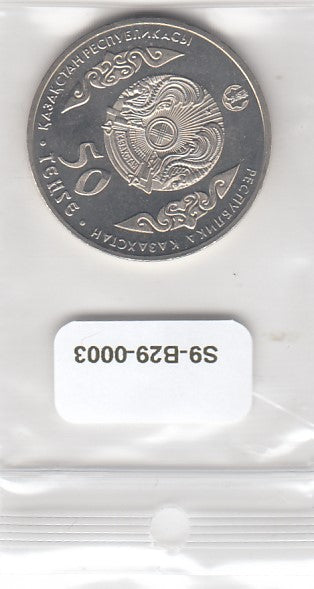 ҚАЗАҚСТАН РЕСПУБЛИКАСЫ
50
ТЕҢГЕ
РЕСПУБЛИКА КАЗАХСТАН
S9-B29-0003